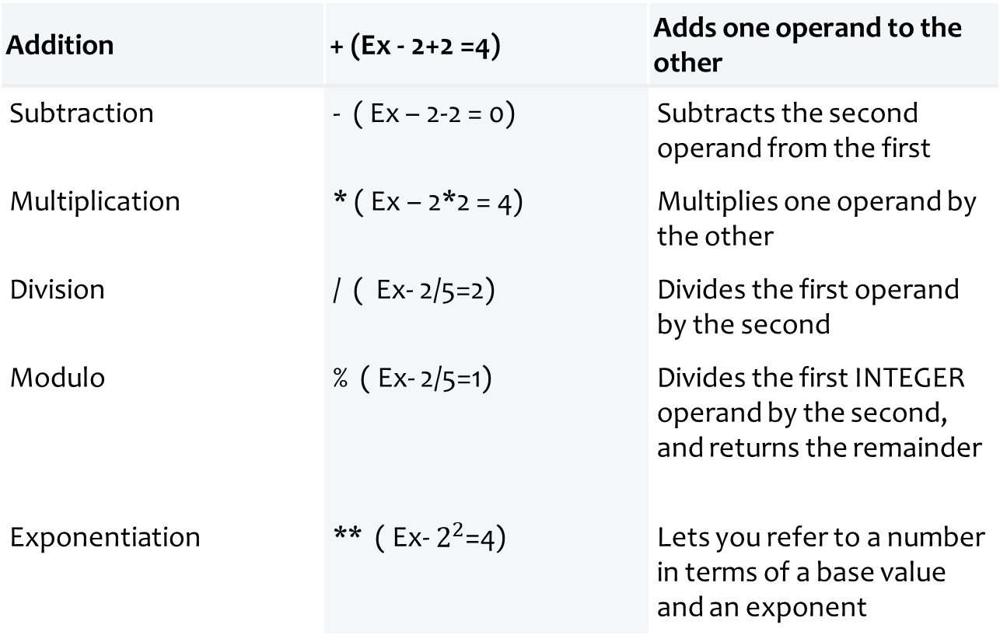 Addition
+ (Ex - 2+2 =4)
Adds one operand to the
other
Subtraction
- ( Ex – 2-2 = 0)
Subtracts the second
operand from the first
Multiplication
* ( Ex – 2*2 = 4)
Multiplies one operand by
the other
Division
/ ( Ex- 2/5=2)
Divides the first operand
by the second
Modulo
% ( Ex- 2/5=1)
Divides the first INTEGER
operand by the second,
and returns the remainder
Exponentiation
** ( Ex- 2²=4)
Lets you refer to a number
in terms of a base value
and an exponent